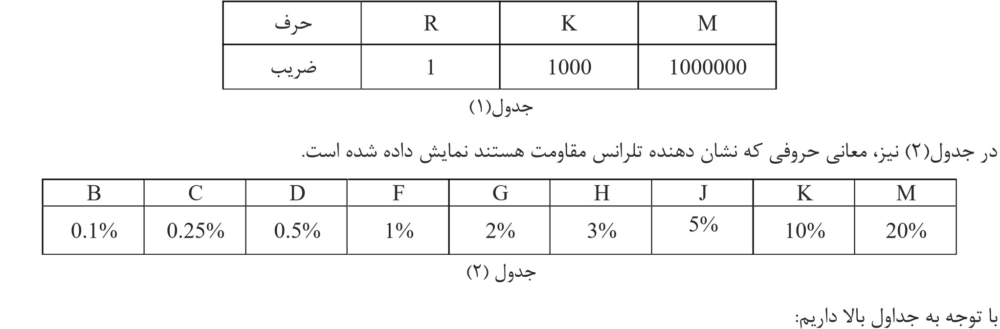 حرف R K M
ضریب 1 1000 1000000
جدول(۱)
در جدول(۲) نیز، معانی حروفی که نشان دهنده تلرانس مقاومت هستند نمایش داده شده است.
B C D F G H J K M
0.1% 0.25% 0.5% 1% 2% 3% 5% 10% 20%
جدول (۲)
با توجه به جداول بالا داریم: